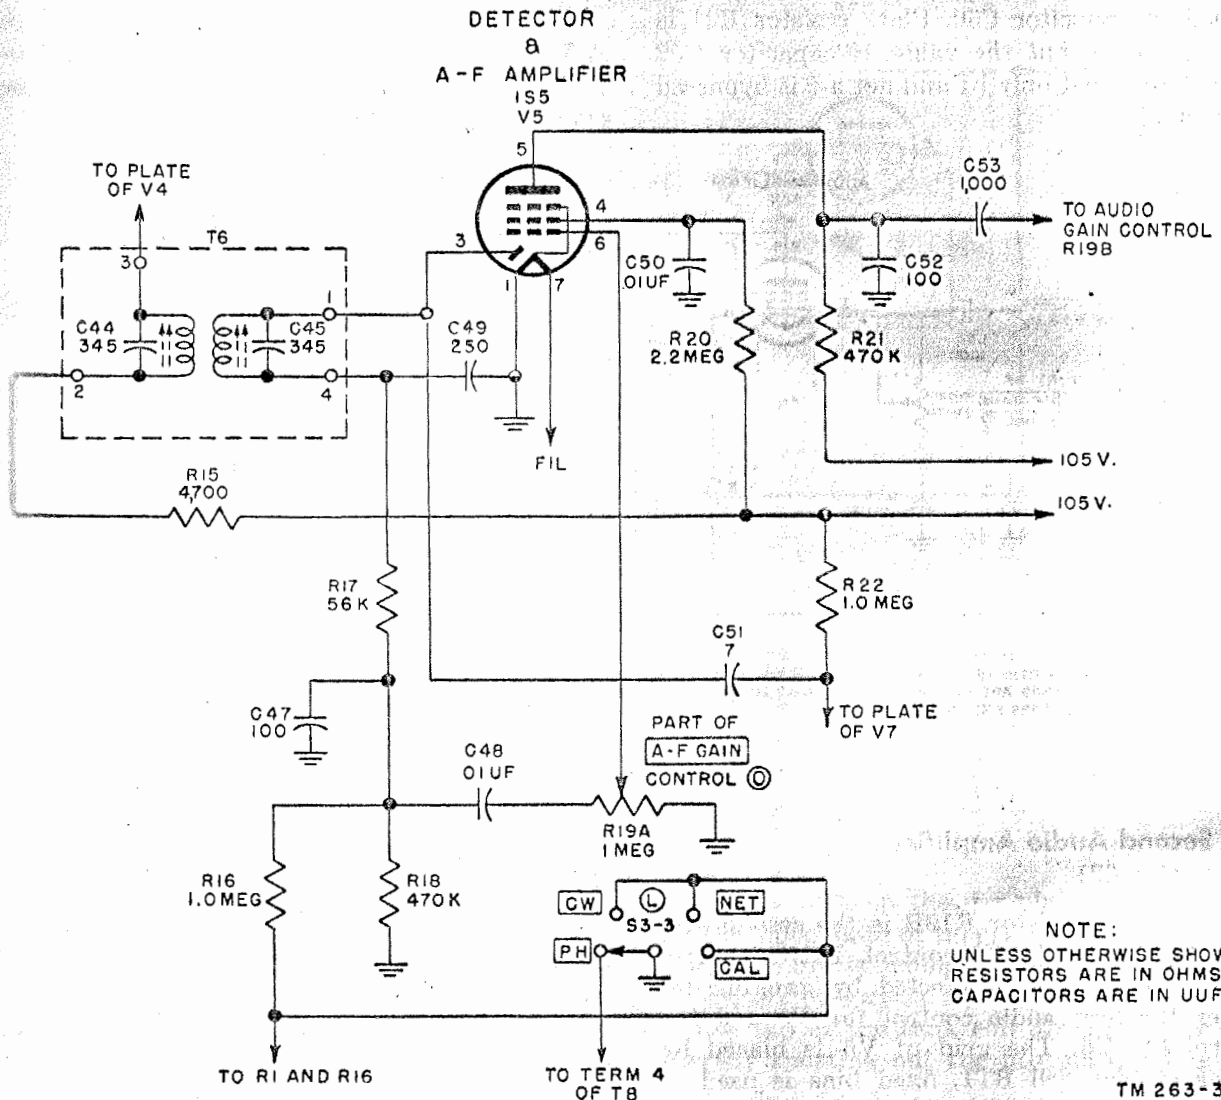 DETECTOR
&
A-F AMPLIFIER
1S5
V5
5
TO PLATE
OF V4
T6
3
3
4
6
1
7
C53
1,000
TO AUDIO
GAIN CONTROL
R19B
C50
.01UF
C52
100
C44
345
1
C45
345
C49
250
R20
2.2MEG
R21
470K
2
4
FIL
105V.
R15
4,700
105V.
R17
56K
R22
1.0 MEG
C51
7
C47
100
TO PLATE
OF V7
PART OF
A-F GAIN
CONTROL O
C48
.01UF
R19A
1 MEG
R16
1.0MEG
R18
470K
CW
L
NET
S3-3
PH
CAL
NOTE:
UNLESS OTHERWISE SHOW
RESISTORS ARE IN OHMS
CAPACITORS ARE IN UUF
TO R1 AND R16
TO TERM 4
OF T8
TM 263-3